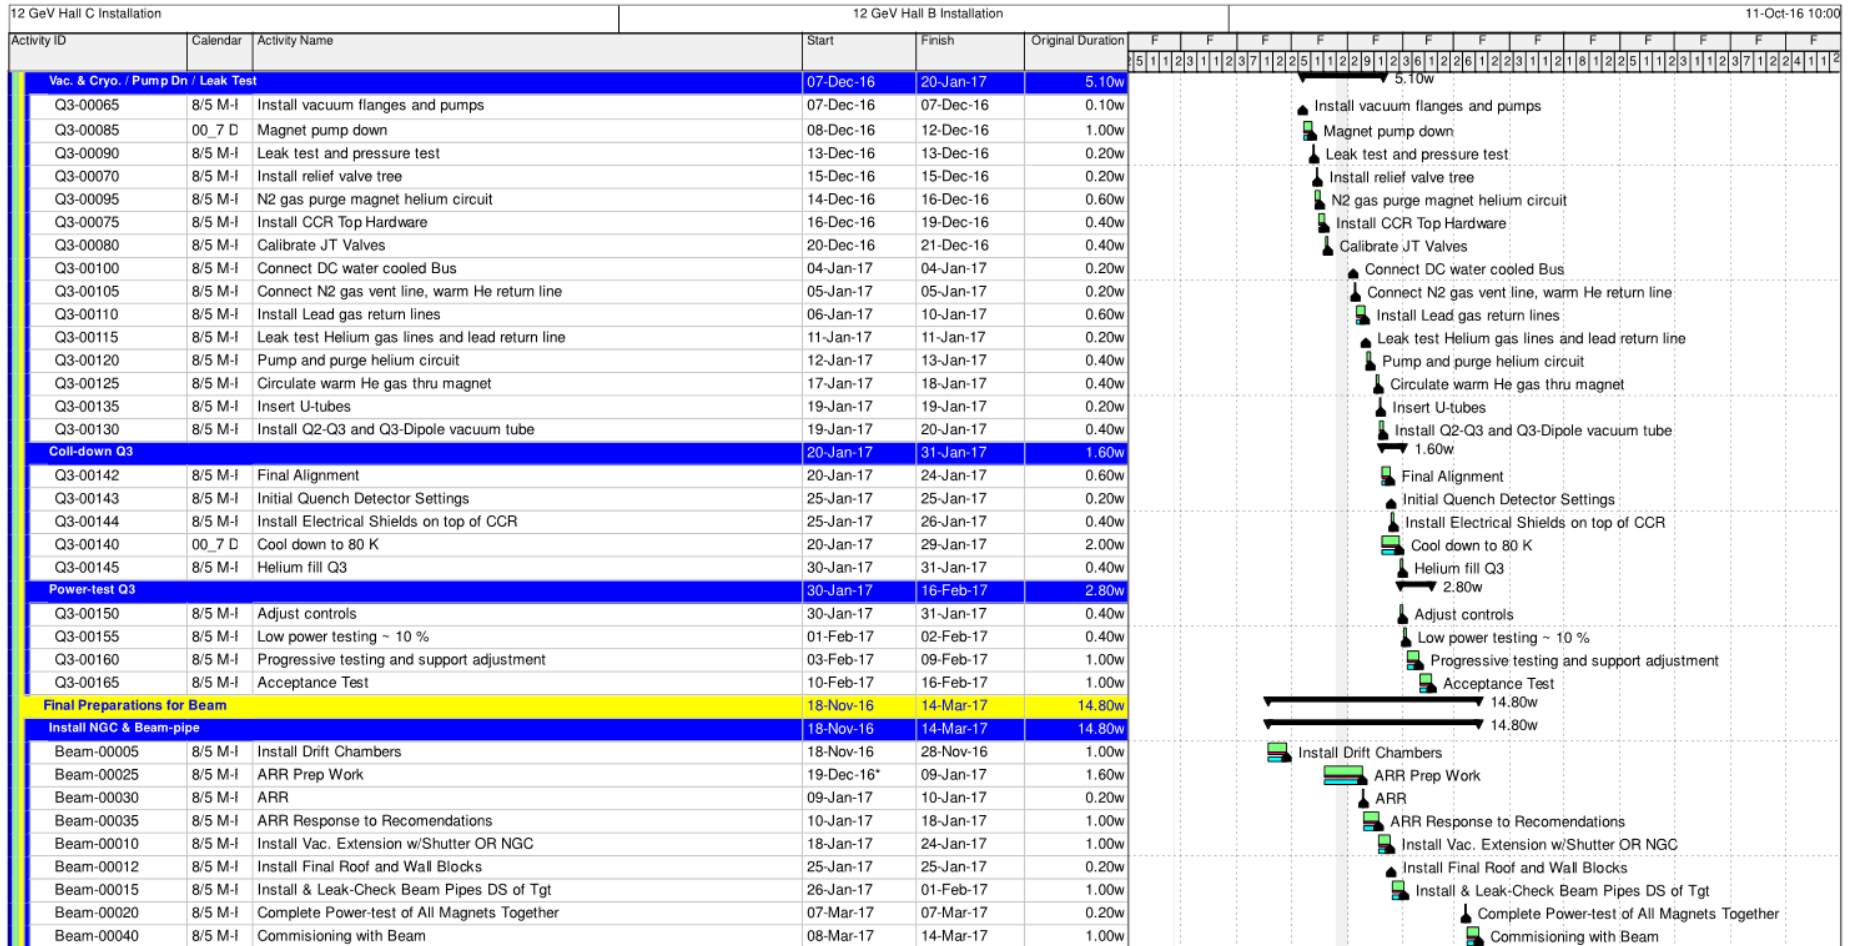 12 GeV Hall C Installation 12 GeV Hall B Installation 11-Oct-16 10:00
Activity ID Calendar Activity Name Start Finish Original Duration F F F F F F F F F F F F F
Vac. & Cryo. / Pump Dn / Leak Test 07-Dec-16 20-Jan-17 5.10w 5.10w
Q3-00065 8/5 M-F Install vacuum flanges and pumps 07-Dec-16 07-Dec-16 0.10w Install vacuum flanges and pumps
Q3-00085 00_7 D Magnet pump down 08-Dec-16 12-Dec-16 1.00w Magnet pump down
Q3-00090 8/5 M-F Leak test and pressure test 13-Dec-16 13-Dec-16 0.20w Leak test and pressure test
Q3-00070 8/5 M-F Install relief valve tree 15-Dec-16 15-Dec-16 0.20w Install relief valve tree
Q3-00095 8/5 M-F N2 gas purge magnet helium circuit 14-Dec-16 16-Dec-16 0.60w N2 gas purge magnet helium circuit
Q3-00075 8/5 M-F Install CCR Top Hardware 16-Dec-16 19-Dec-16 0.40w Install CCR Top Hardware
Q3-00080 8/5 M-F Calibrate JT Valves 20-Dec-16 21-Dec-16 0.40w Calibrate JT Valves
Q3-00100 8/5 M-F Connect DC water cooled Bus 04-Jan-17 04-Jan-17 0.20w Connect DC water cooled Bus
Q3-00105 8/5 M-F Connect N2 gas vent line, warm He return line 05-Jan-17 05-Jan-17 0.20w Connect N2 gas vent line, warm He return line
Q3-00110 8/5 M-F Install Lead gas return lines 06-Jan-17 10-Jan-17 0.60w Install Lead gas return lines
Q3-00115 8/5 M-F Leak test Helium gas lines and lead return line 11-Jan-17 11-Jan-17 0.20w Leak test Helium gas lines and lead return line
Q3-00120 8/5 M-F Pump and purge helium circuit 12-Jan-17 13-Jan-17 0.40w Pump and purge helium circuit
Q3-00125 8/5 M-F Circulate warm He gas thru magnet 17-Jan-17 18-Jan-17 0.40w Circulate warm He gas thru magnet
Q3-00135 8/5 M-F Insert U-tubes 19-Jan-17 19-Jan-17 0.20w Insert U-tubes
Q3-00130 8/5 M-F Install Q2-Q3 and Q3-Dipole vacuum tube 19-Jan-17 20-Jan-17 0.40w Install Q2-Q3 and Q3-Dipole vacuum tube
Coll-down Q3 20-Jan-17 31-Jan-17 1.60w 1.60w
Q3-00142 8/5 M-F Final Alignment 20-Jan-17 24-Jan-17 0.60w Final Alignment
Q3-00143 8/5 M-F Initial Quench Detector Settings 25-Jan-17 25-Jan-17 0.20w Initial Quench Detector Settings
Q3-00144 8/5 M-F Install Electrical Shields on top of CCR 25-Jan-17 26-Jan-17 0.40w Install Electrical Shields on top of CCR
Q3-00140 00_7 D Cool down to 80 K 20-Jan-17 29-Jan-17 2.00w Cool down to 80 K
Q3-00145 8/5 M-F Helium fill Q3 30-Jan-17 31-Jan-17 0.40w Helium fill Q3
Power-test Q3 30-Jan-17 16-Feb-17 2.80w 2.80w
Q3-00150 8/5 M-F Adjust controls 30-Jan-17 31-Jan-17 0.40w Adjust controls
Q3-00155 8/5 M-F Low power testing ~ 10 % 01-Feb-17 02-Feb-17 0.40w Low power testing ~ 10 %
Q3-00160 8/5 M-F Progressive testing and support adjustment 03-Feb-17 09-Feb-17 1.00w Progressive testing and support adjustment
Q3-00165 8/5 M-F Acceptance Test 10-Feb-17 16-Feb-17 1.00w Acceptance Test
Final Preparations for Beam 18-Nov-16 14-Mar-17 14.80w 14.80w
Install NGC & Beam-pipe 18-Nov-16 14-Mar-17 14.80w 14.80w
Beam-00005 8/5 M-F Install Drift Chambers 18-Nov-16 28-Nov-16 1.00w Install Drift Chambers
Beam-00025 8/5 M-F ARR Prep Work 19-Dec-16* 09-Jan-17 1.60w ARR Prep Work
Beam-00030 8/5 M-F ARR 09-Jan-17 10-Jan-17 0.20w ARR
Beam-00035 8/5 M-F ARR Response to Recomendations 10-Jan-17 18-Jan-17 1.00w ARR Response to Recomendations
Beam-00010 8/5 M-F Install Vac. Extension w/Shutter OR NGC 18-Jan-17 24-Jan-17 1.00w Install Vac. Extension w/Shutter OR NGC
Beam-00012 8/5 M-F Install Final Roof and Wall Blocks 25-Jan-17 25-Jan-17 0.20w Install Final Roof and Wall Blocks
Beam-00015 8/5 M-F Install & Leak-Check Beam Pipes DS of Tgt 26-Jan-17 01-Feb-17 1.00w Install & Leak-Check Beam Pipes DS of Tgt
Beam-00020 8/5 M-F Complete Power-test of All Magnets Together 07-Mar-17 07-Mar-17 0.20w Complete Power-test of All Magnets Together
Beam-00040 8/5 M-F Commisioning with Beam 08-Mar-17 14-Mar-17 1.00w Commisioning with Beam